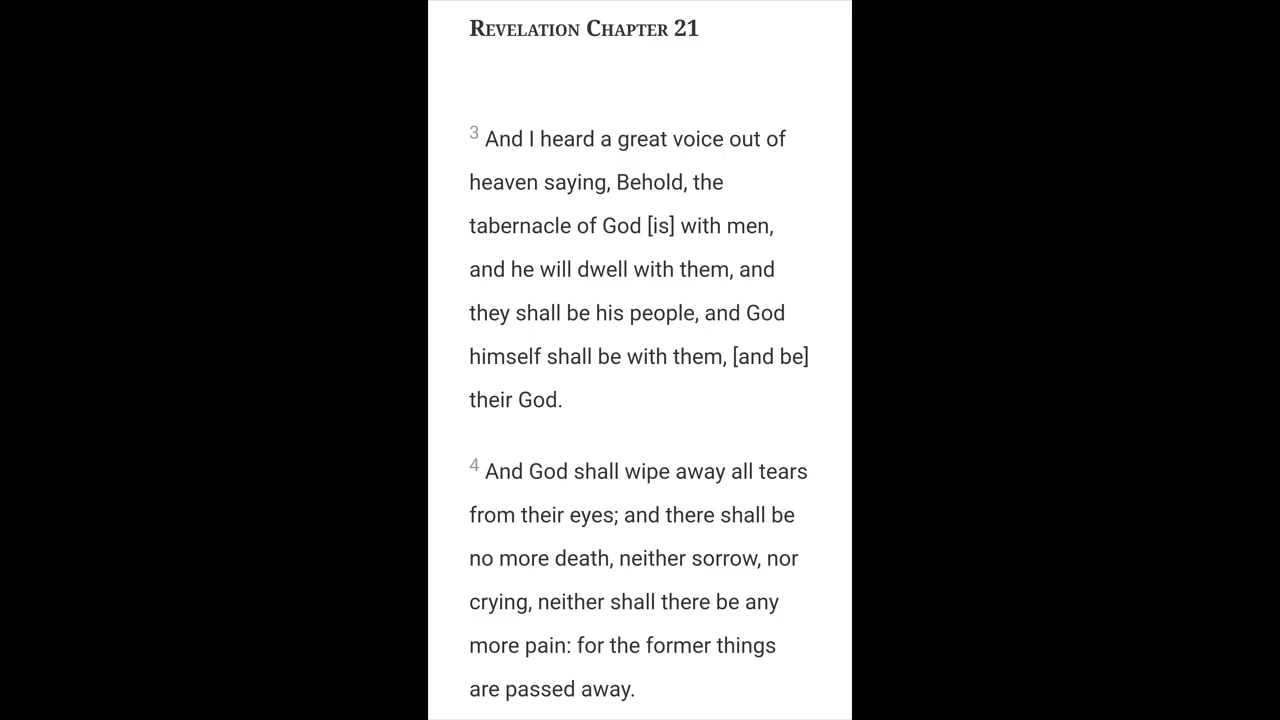 Revelation Chapter 21
3 And I heard a great voice out of
heaven saying, Behold, the
tabernacle of God [is] with men,
and he will dwell with them, and
they shall be his people, and God
himself shall be with them, [and be]
their God.
4 And God shall wipe away all tears
from their eyes; and there shall be
no more death, neither sorrow, nor
crying, neither shall there be any
more pain: for the former things
are passed away.